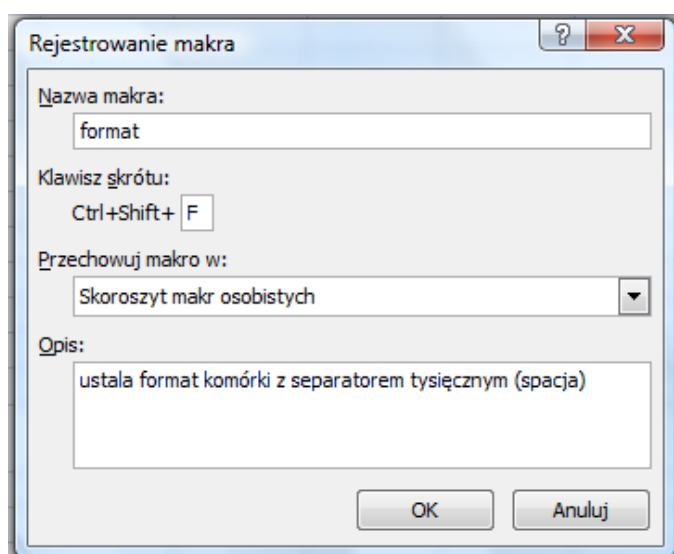 Rejestrowanie makra
Nazwa makra:
format
Klawisz skrótu:
Ctrl+Shift+ F
Przechowuj makro w:
Skoroszyt makr osobistych
Opis:
ustala format komórki z separatorem tysięcznym (spacja)
OK Anuluj